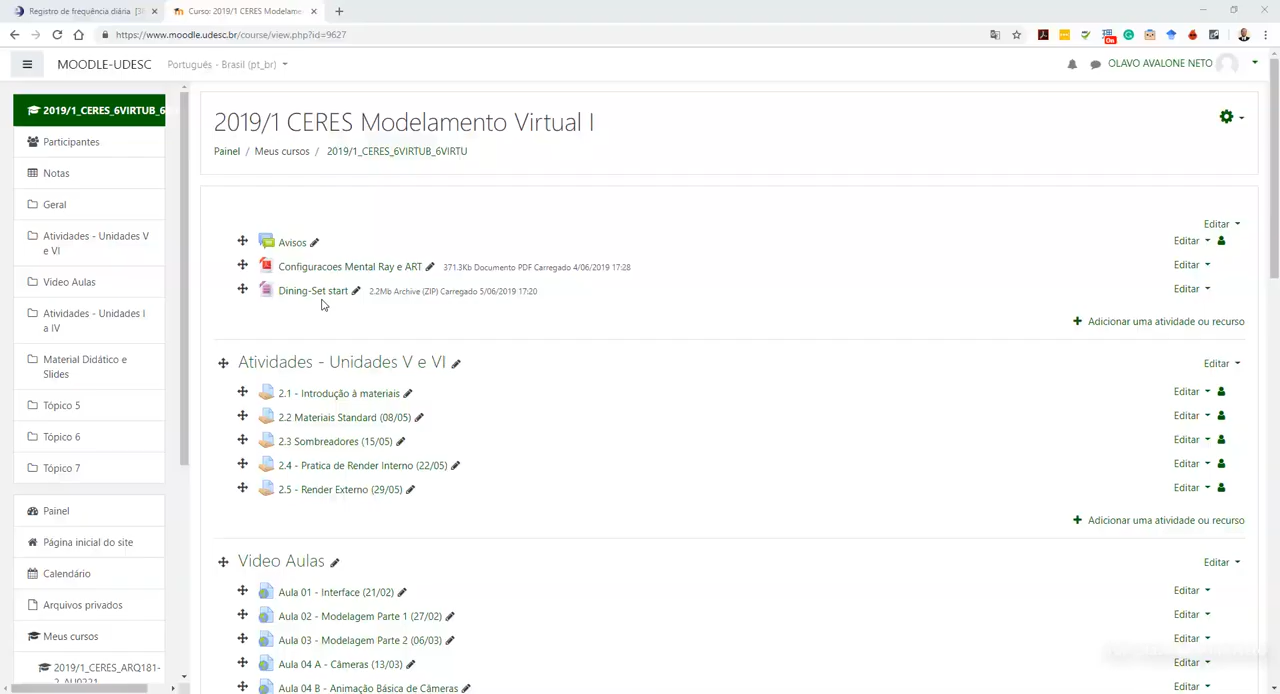 Registro de frequência diária - [3
Curso: 2019/1 CERES Modelame
https://www.moodle.udesc.br/course/view.php?id=9627
On
MOODLE-UDESC
Português - Brasil (pt_br)
OLAVO AVALONE NETO
2019/1_CERES_6VIRTUB_6
Participantes
Notas
Geral
Atividades - Unidades V
e VI
Video Aulas
Atividades - Unidades I
a IV
Material Didático e
Slides
Tópico 5
Tópico 6
Tópico 7
Painel
Página inicial do site
Calendário
Arquivos privados
Meus cursos
2019/1_CERES_ARQ181-
2_AU0221
2019/1 CERES Modelamento Virtual I
Painel / Meus cursos / 2019/1_CERES_6VIRTUB_6VIRTU
Editar
Avisos Editar
Configuracoes Mental Ray e ART 371.3Kb Documento PDF Carregado 4/06/2019 17:28 Editar
Dining-Set start 2.2Mb Archive (ZIP) Carregado 5/06/2019 17:20 Editar
Adicionar uma atividade ou recurso
Atividades - Unidades V e VI Editar
2.1 - Introdução à materiais Editar
2.2 Materiais Standard (08/05) Editar
2.3 Sombreadores (15/05) Editar
2.4 - Pratica de Render Interno (22/05) Editar
2.5 - Render Externo (29/05) Editar
Adicionar uma atividade ou recurso
Video Aulas Editar
Aula 01 - Interface (21/02) Editar
Aula 02 - Modelagem Parte 1 (27/02) Editar
Aula 03 - Modelagem Parte 2 (06/03) Editar
Aula 04 A - Câmeras (13/03) Editar
Aula 04 B - Animação Básica de Câmeras Editar